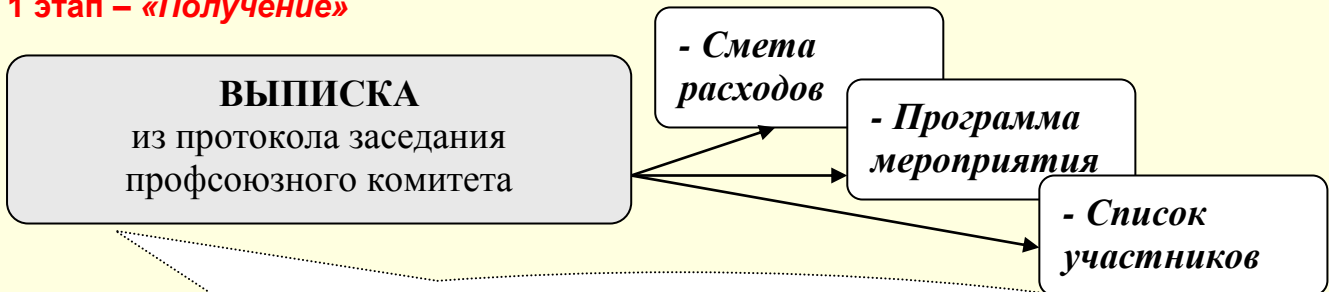 1 этап – «Получение»
ВЫПИСКА
из протокола заседания
профсоюзного комитета
- Смета
расходов
- Программа
мероприятия
- Список
участников